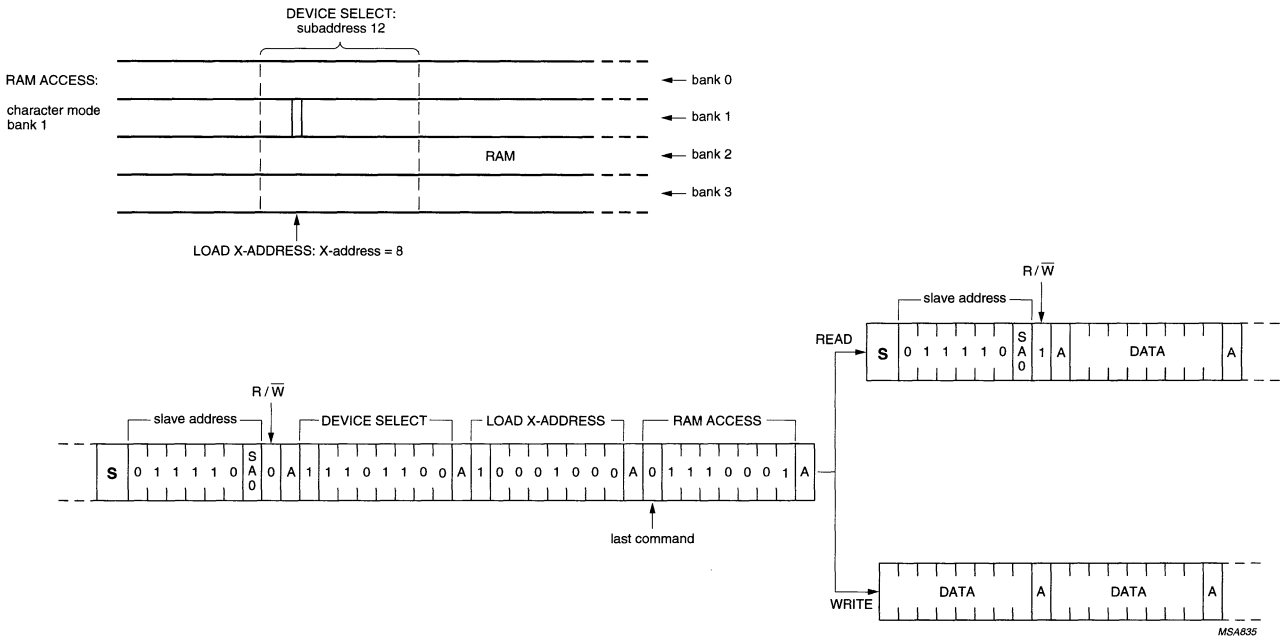 DEVICE SELECT:
subaddress 12
RAM ACCESS:
bank 0
character mode
bank 1
bank 1
RAM
bank 2
bank 3
LOAD X-ADDRESS: X-address = 8
R/W
slave address
READ
S 0 1 1 1 1 0 SA0 1 A DATA A
R/W
slave address DEVICE SELECT LOAD X-ADDRESS RAM ACCESS
S 0 1 1 1 1 0 SA0 0 A 1 1 1 0 1 1 0 0 A 1 0 0 0 1 0 0 0 A 0 1 1 1 0 0 0 1 A
last command
WRITE
DATA A DATA A
MSA835